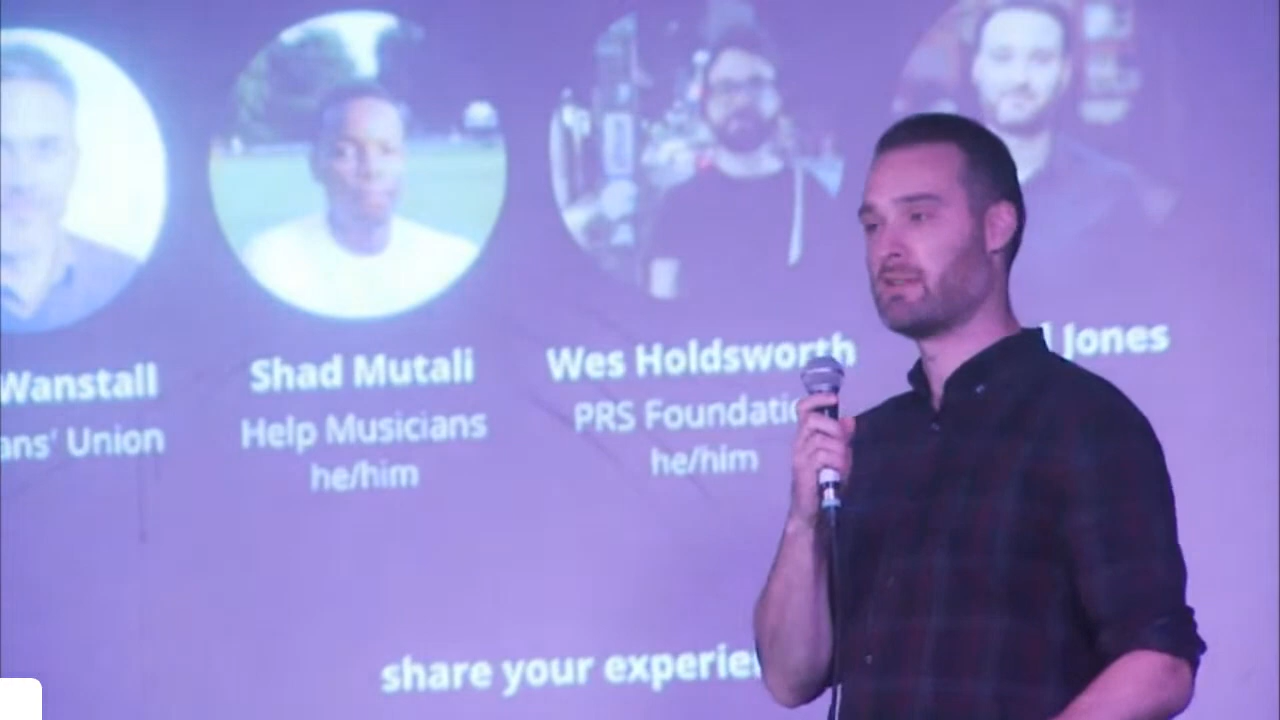 Wanstall
ans' Union
Shad Mutali
Help Musicians
he/him
Wes Holdsworth
PRS Foundatio
he/him
Jones
share your experie